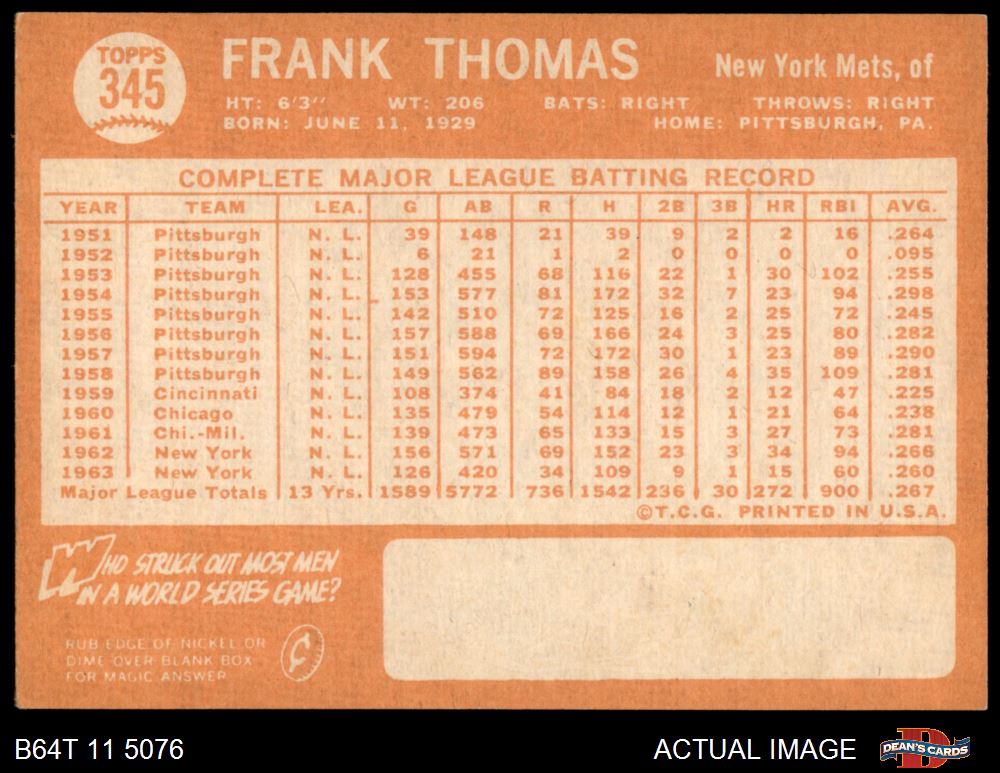 TOPPS
345
FRANK THOMAS
New York Mets, of
HT: 6'3'' WT: 206 BATS: RIGHT THROWS: RIGHT
BORN: JUNE 11, 1929 HOME: PITTSBURGH, PA.
COMPLETE MAJOR LEAGUE BATTING RECORD
YEAR TEAM LEA. G AB R H 2B 3B HR RBI AVG.
1951 Pittsburgh N. L. 39 148 21 39 9 2 2 16 .264
1952 Pittsburgh N. L. 6 21 1 2 0 0 0 0 .095
1953 Pittsburgh N. L. 128 455 68 116 22 1 30 102 .255
1954 Pittsburgh N. L. 153 577 81 172 32 7 23 94 .298
1955 Pittsburgh N. L. 142 510 72 125 16 2 25 72 .245
1956 Pittsburgh N. L. 157 588 69 166 24 3 25 80 .282
1957 Pittsburgh N. L. 151 594 72 172 30 1 23 89 .290
1958 Pittsburgh N. L. 149 562 89 158 26 4 35 109 .281
1959 Cincinnati N. L. 108 374 41 84 18 2 12 47 .225
1960 Chicago N. L. 135 479 54 114 12 1 21 64 .238
1961 Chi.-Mil. N. L. 139 473 65 133 15 3 27 73 .281
1962 New York N. L. 156 571 69 152 23 3 34 94 .266
1963 New York N. L. 126 420 34 109 9 1 15 60 .260
Major League Totals 13 Yrs. 1589 5772 736 1542 236 30 272 900 .267
©T.C.G. PRINTED IN U.S.A.
WHO STRUCK OUT MOST MEN
IN A WORLD SERIES GAME?
RUB EDGE OF NICKEL OR
DIME OVER BLANK BOX
FOR MAGIC ANSWER
¢
B64T 11 5076
ACTUAL IMAGE
DEAN'S CARDS